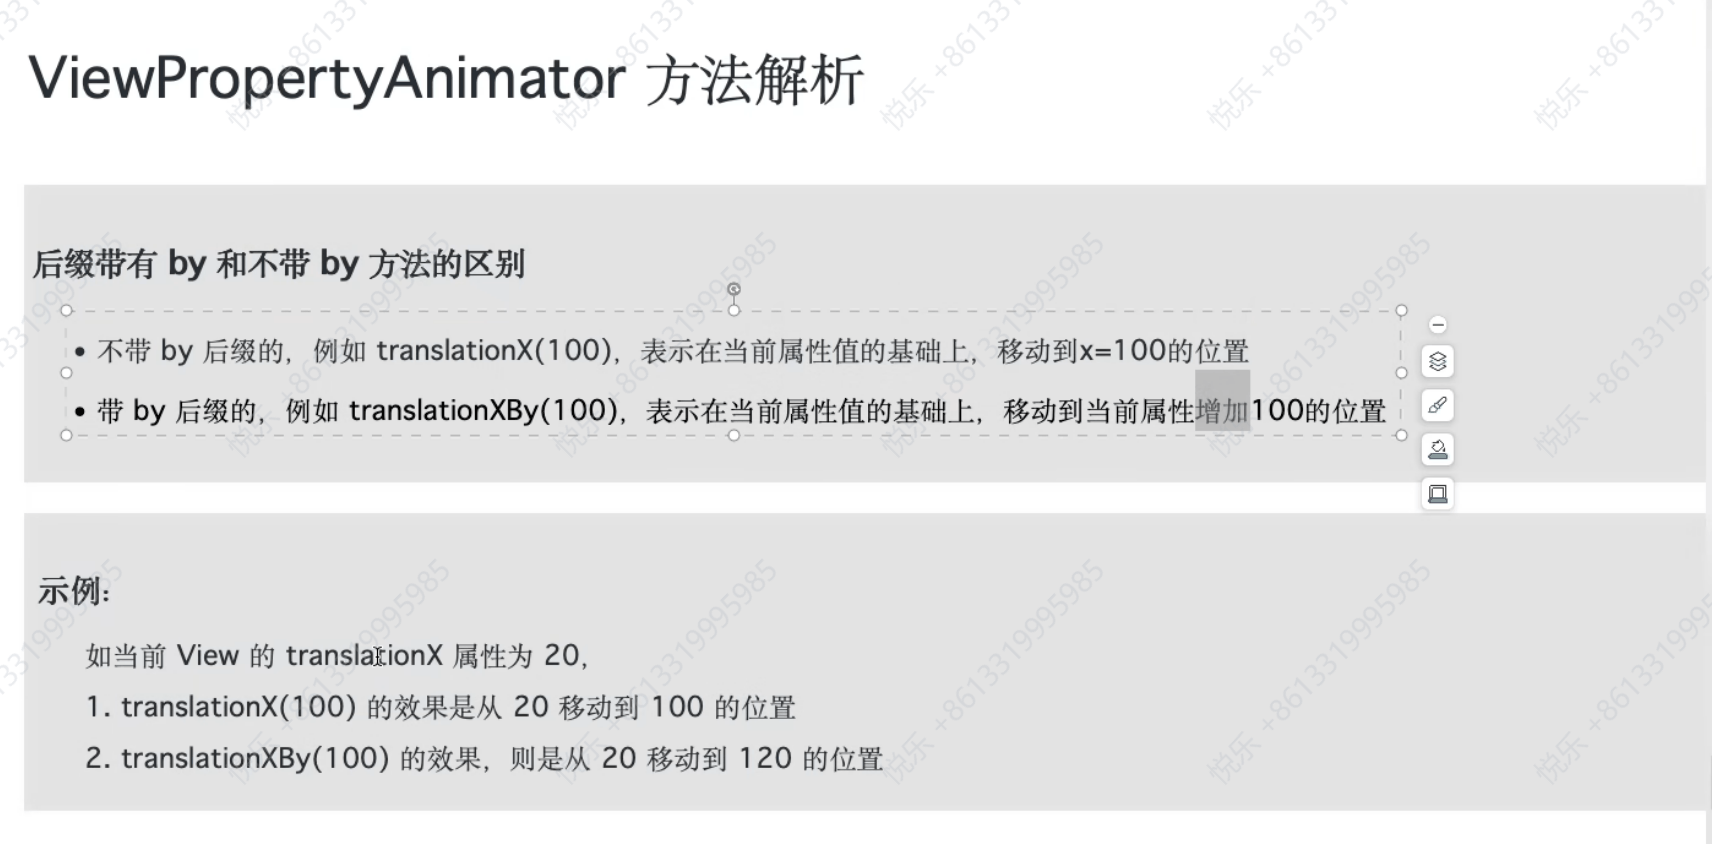 ViewPropertyAnimator 方法解析
后缀带有 by 和不带 by 方法的区别
• 不带 by 后缀的，例如 translationX(100)，表示在当前属性值的基础上，移动到x=100的位置
• 带 by 后缀的，例如 translationXBy(100)，表示在当前属性值的基础上，移动到当前属性增加100的位置
示例：
如当前 View 的 translationX 属性为 20，
1. translationX(100) 的效果是从 20 移动到 100 的位置
2. translationXBy(100) 的效果，则是从 20 移动到 120 的位置
悦乐 +8613319995985